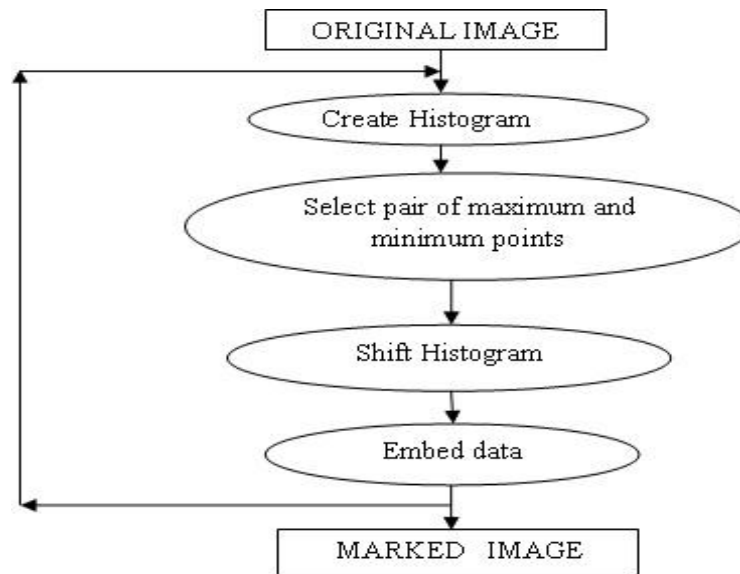 ORIGINAL IMAGE
Create Histogram
Select pair of maximum and
minimum points
Shift Histogram
Embed data
MARKED IMAGE